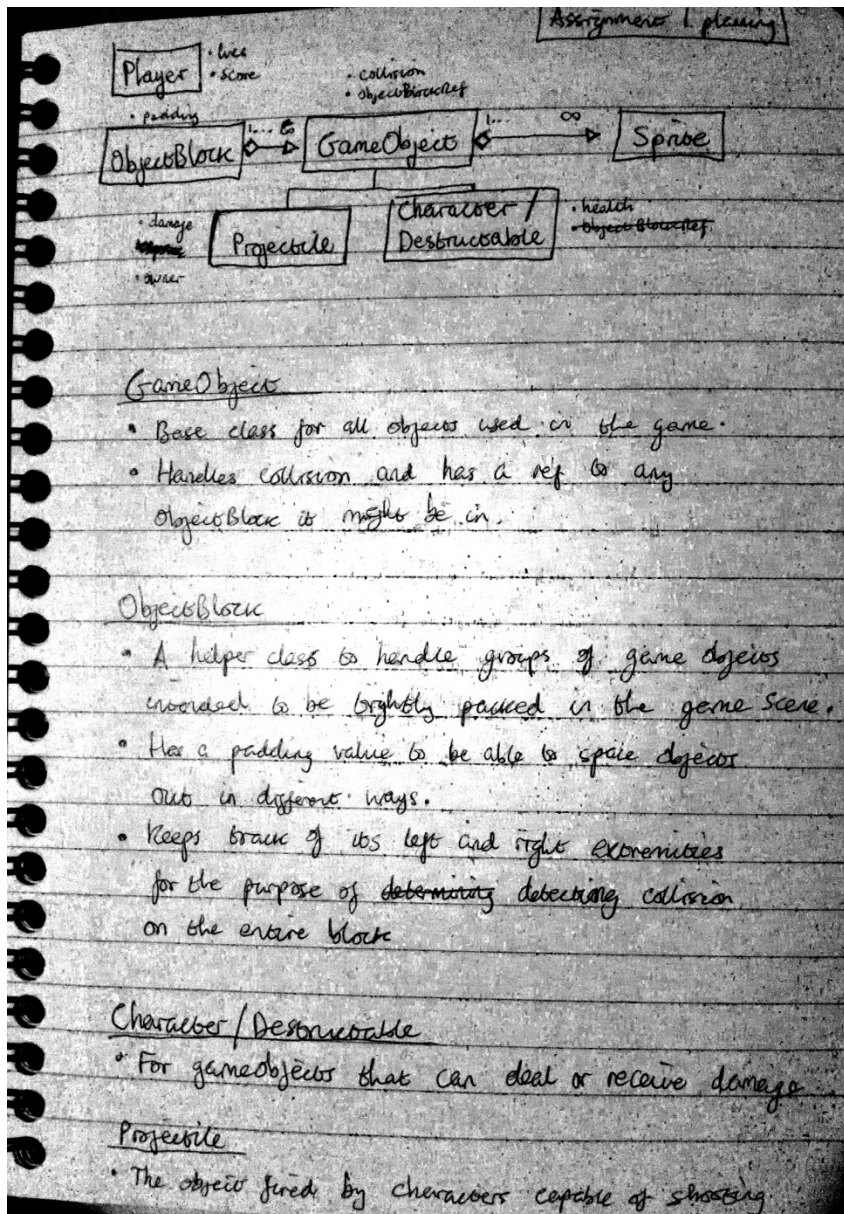 Assignment 1 planning
Player
• lives
• score
• collision
• objectBlockRef
• padding
ObjectBlock
1... ∞
GameObject
1... ∞
Sprite
• damage
• owner
Projectile
Character /
Destructable
• health
• ObjectBlockRef
GameObject
• Base class for all objects used in the game.
• Handles collision and has a ref to any
ObjectBlock it might be in.
ObjectBlock
• A helper class to handle groups of game objects
intended to be tightly packed in the game scene.
• Has a padding value to be able to space objects
out in different ways.
• Keeps track of its left and right extremities
for the purpose of determining detecting collision
on the entire block
Character / Destructable
• For gameobjects that can deal or receive damage
Projectile
• The object fired by characters capable of shooting